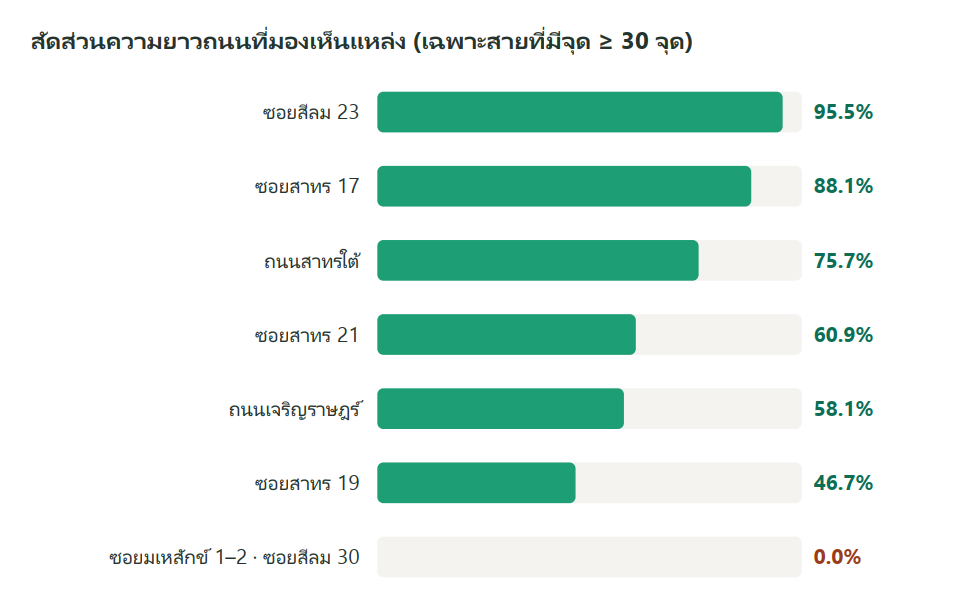 สัดส่วนความยาวถนนที่มองเห็นแหล่ง (เฉพาะสายที่มีจุด ≥ 30 จุด)
ซอยสีลม 23 95.5%
ซอยสาทร 17 88.1%
ถนนสาทรใต้ 75.7%
ซอยสาทร 21 60.9%
ถนนเจริญราษฎร์ 58.1%
ซอยสาทร 19 46.7%
ซอยมเหสักข์ 1–2 · ซอยสีลม 30 0.0%